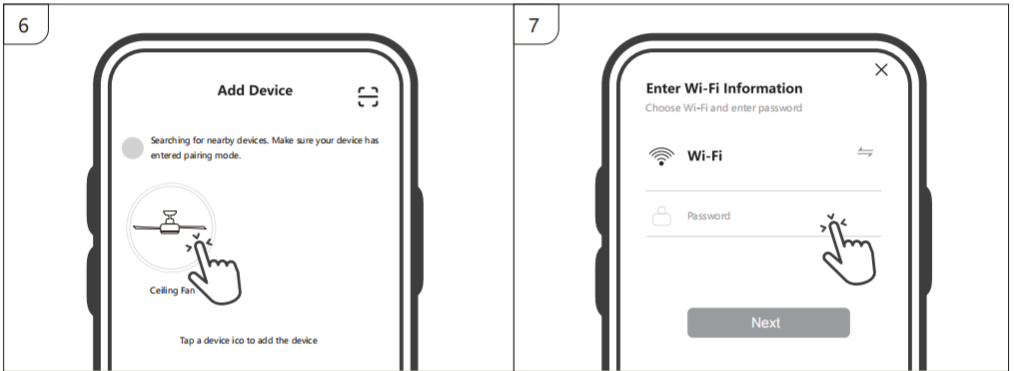 6
Add Device
Searching for nearby devices. Make sure your device has
entered pairing mode.
Ceiling Fan
Tap a device ico to add the device
7
Enter Wi-Fi Information
Choose Wi-Fi and enter password
Wi-Fi
Password
Next